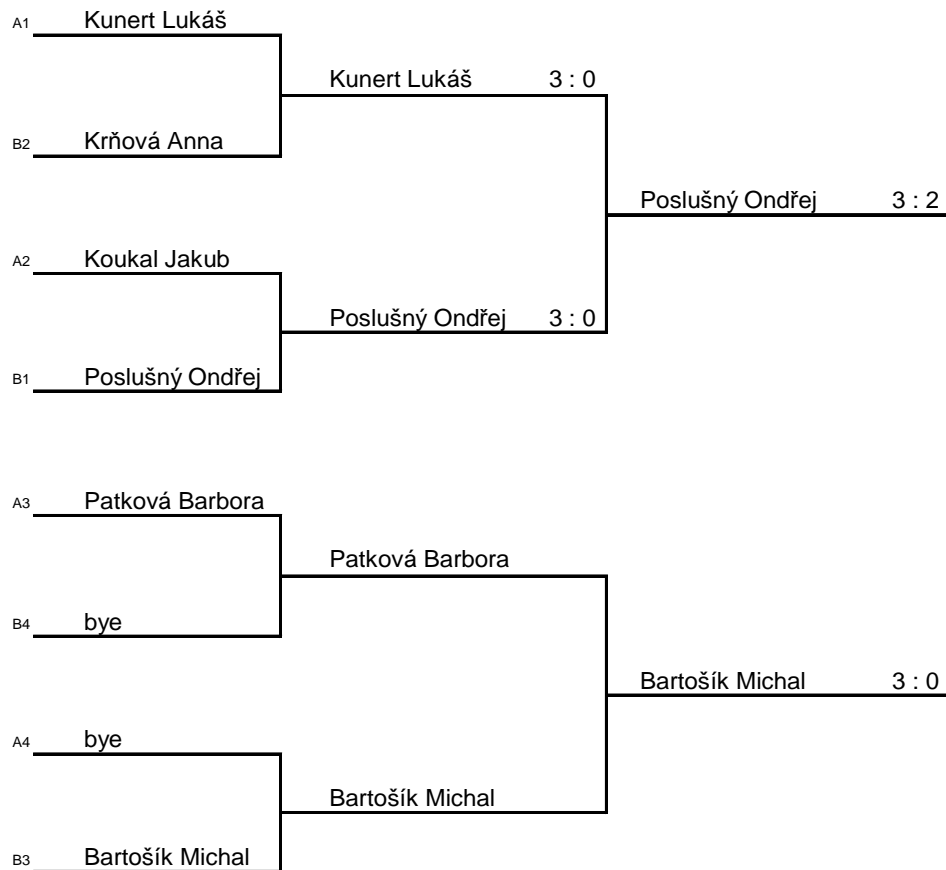 A1 Kunert Lukáš
Kunert Lukáš 3 : 0
B2 Krňová Anna
Poslušný Ondřej 3 : 2
A2 Koukal Jakub
Poslušný Ondřej 3 : 0
B1 Poslušný Ondřej
A3 Patková Barbora
Patková Barbora
B4 bye
Bartošík Michal 3 : 0
A4 bye
Bartošík Michal
B3 Bartošík Michal